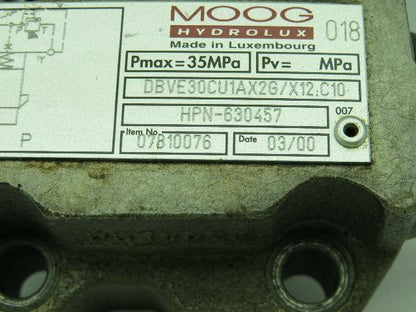 MOOG
HYDROLUX
018
Made in Luxembourg
Pmax=35MPa Pv= MPa
DBVE30CU1AX2G/X12;C10
HPN-630457
007
Item No. 07810076 Date 03/00
P